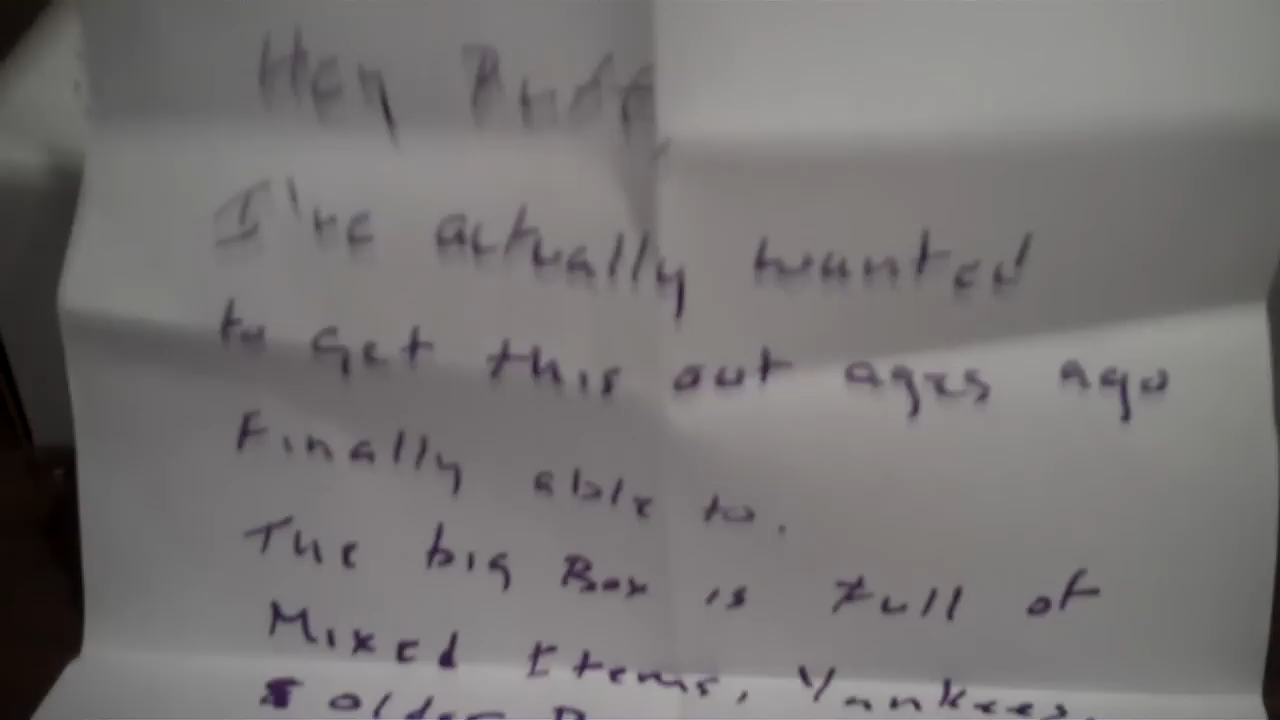 Hey
I've actually wanted
to get this out ages ago
Finally able to.
The big Box is full of
Mixed Items, Yankees,
older